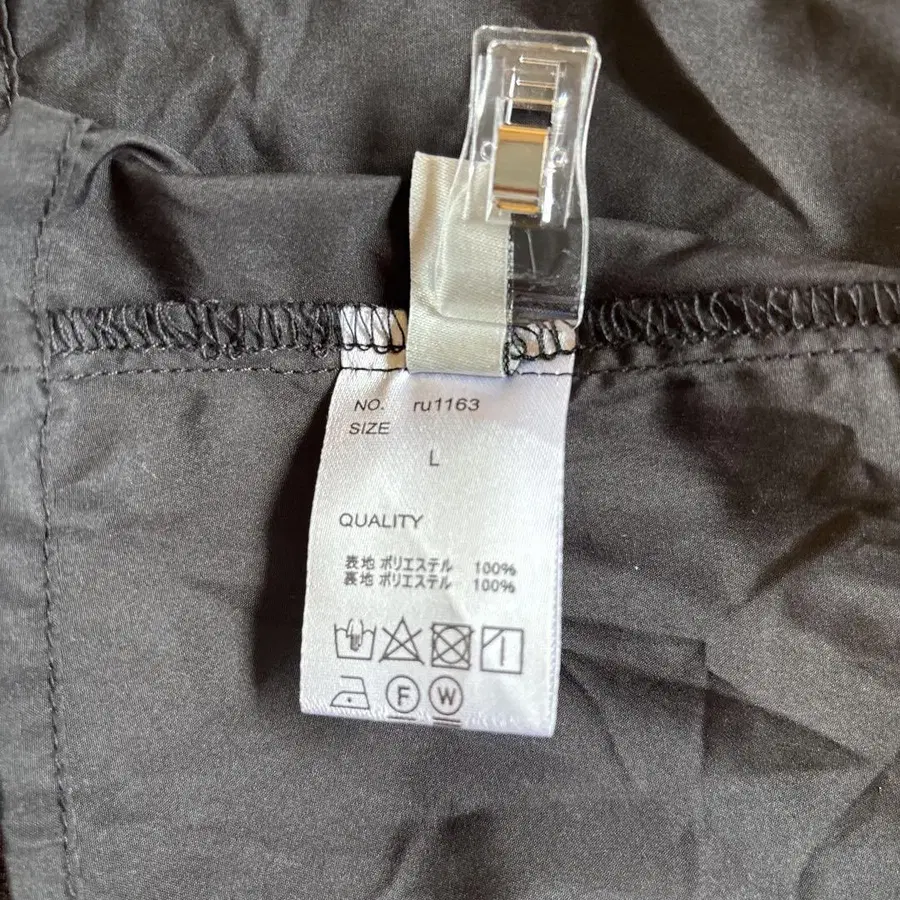 NO. ru1163
SIZE
L
QUALITY
表地 ポリエステル 100%
裏地 ポリエステル 100%
F W